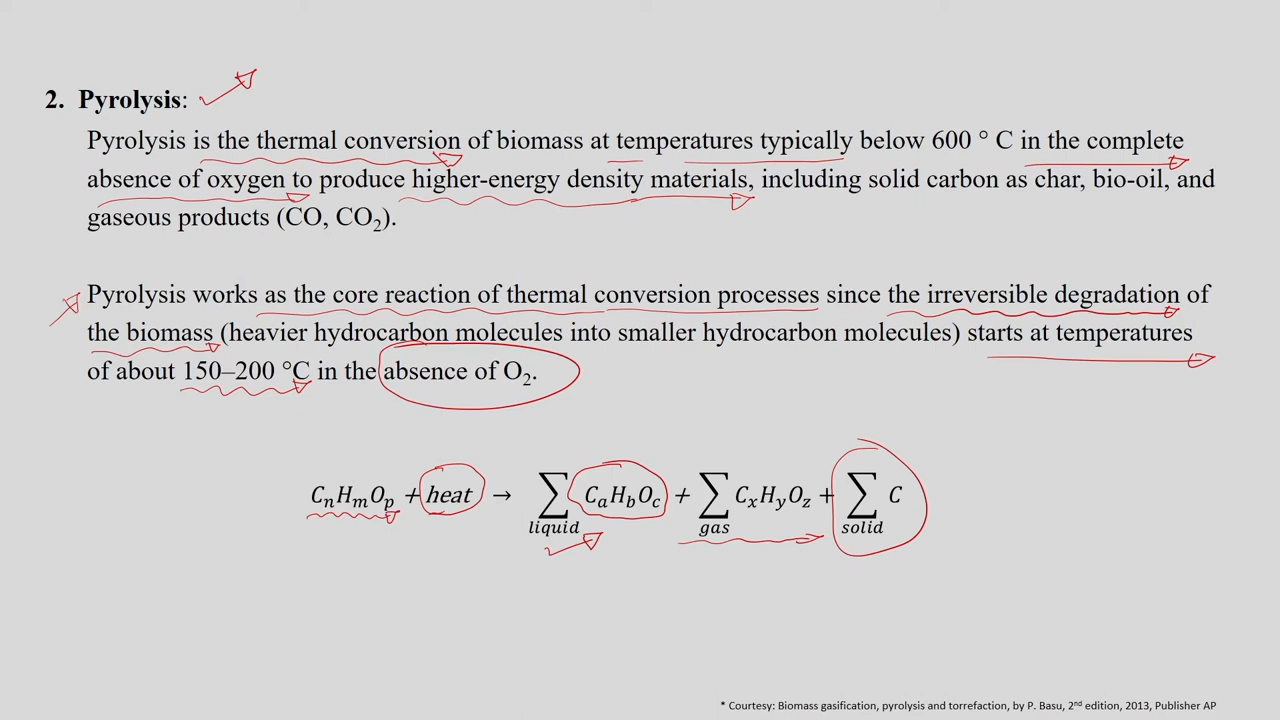 2. Pyrolysis:
Pyrolysis is the thermal conversion of biomass at temperatures typically below 600 ° C in the complete
absence of oxygen to produce higher-energy density materials, including solid carbon as char, bio-oil, and
gaseous products (CO, CO₂).
Pyrolysis works as the core reaction of thermal conversion processes since the irreversible degradation of
the biomass (heavier hydrocarbon molecules into smaller hydrocarbon molecules) starts at temperatures
of about 150–200 °C in the absence of O₂.
CₙHₘOₚ + heat → ∑_{liquid} C_aH_bO_c + ∑_{gas} C_xH_yO_z + ∑_{solid} C
* Courtesy: Biomass gasification, pyrolysis and torrefaction, by P. Basu, 2nd edition, 2013, Publisher AP